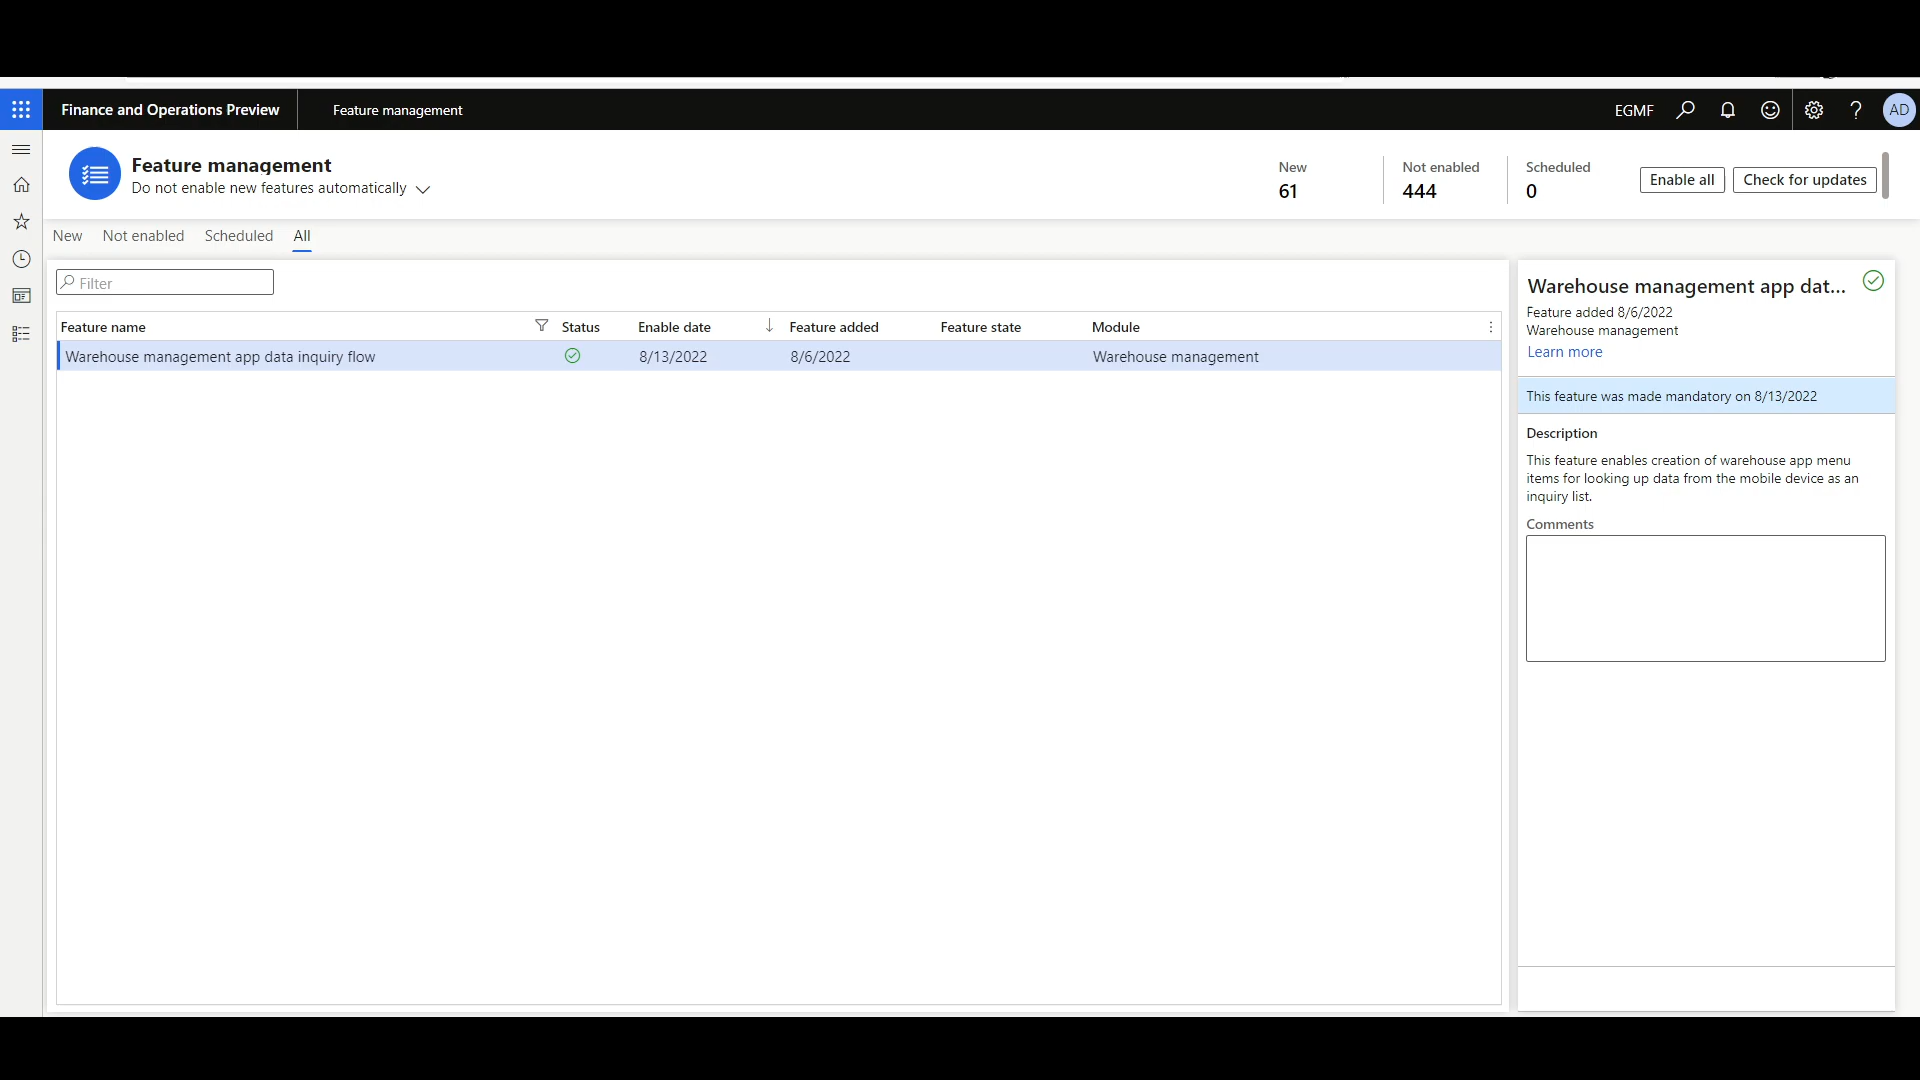 Finance and Operations Preview
Feature management
EGMF
AD
Feature management
Do not enable new features automatically
New
61
Not enabled
444
Scheduled
0
Enable all
Check for updates
New
Not enabled
Scheduled
All
Filter
Feature name
Status
Enable date
Feature added
Feature state
Module
Warehouse management app data inquiry flow
8/13/2022
8/6/2022
Warehouse management
Warehouse management app dat...
Feature added 8/6/2022
Warehouse management
Learn more
This feature was made mandatory on 8/13/2022
Description
This feature enables creation of warehouse app menu
items for looking up data from the mobile device as an
inquiry list.
Comments